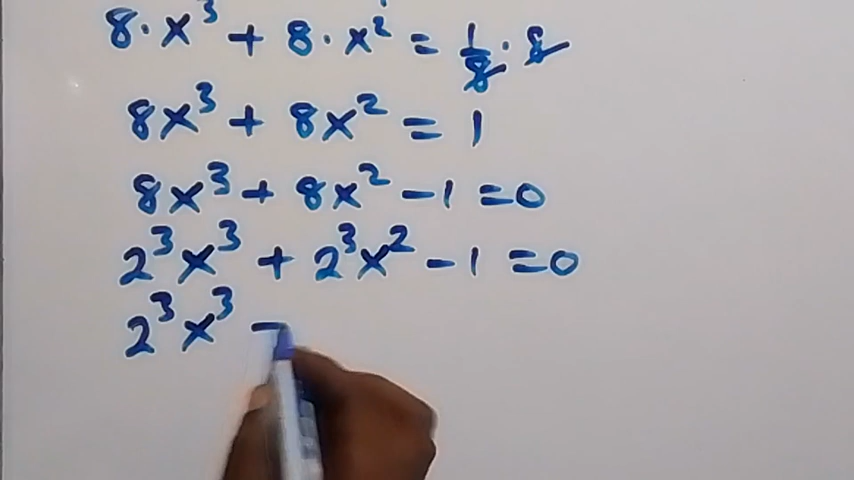 8·x³ + 8·x² = 1/8·8
8x³ + 8x² = 1
8x³ + 8x² - 1 = 0
2³x³ + 2³x² - 1 = 0
2³x³ -